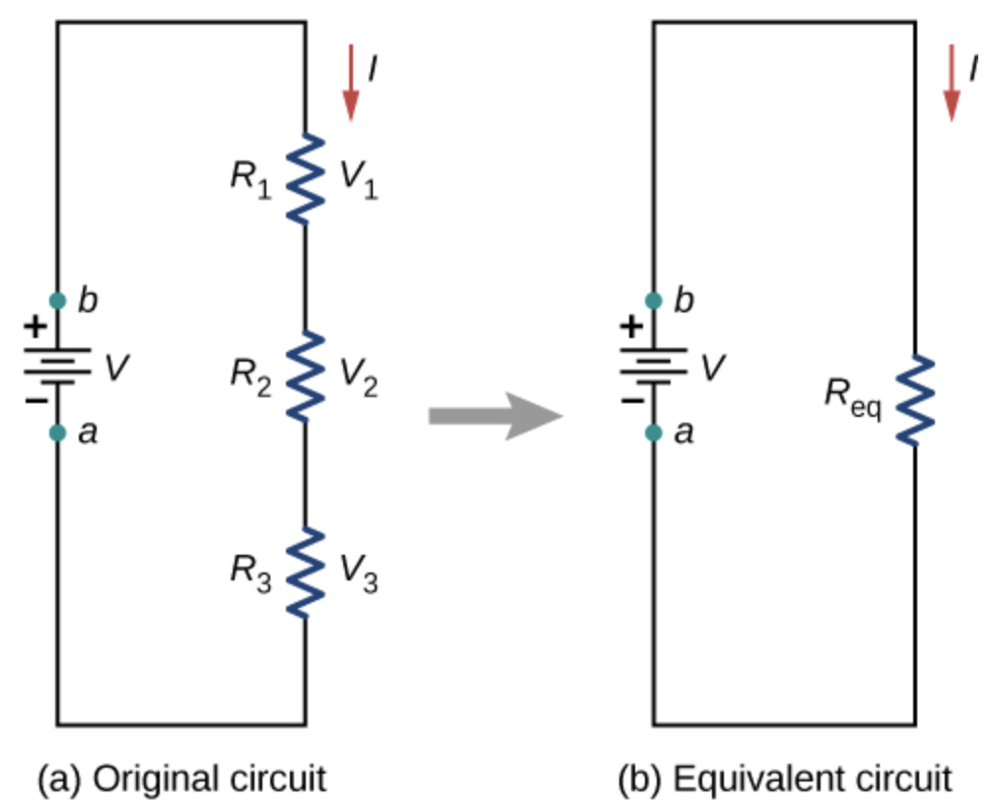 I
R1 V1
b
+
V
−
a
R2 V2
R3 V3
(a) Original circuit
I
b
+
V
−
a
Req
(b) Equivalent circuit